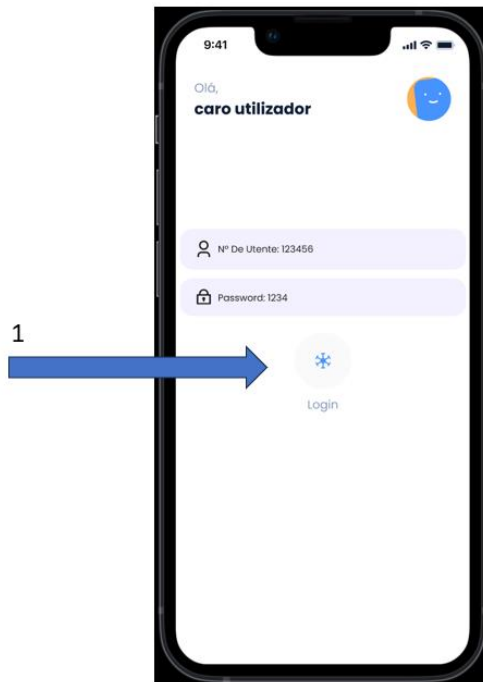 9:41
Olá,
caro utilizador
Nº De Utente: 123456
Password: 1234
1
Login